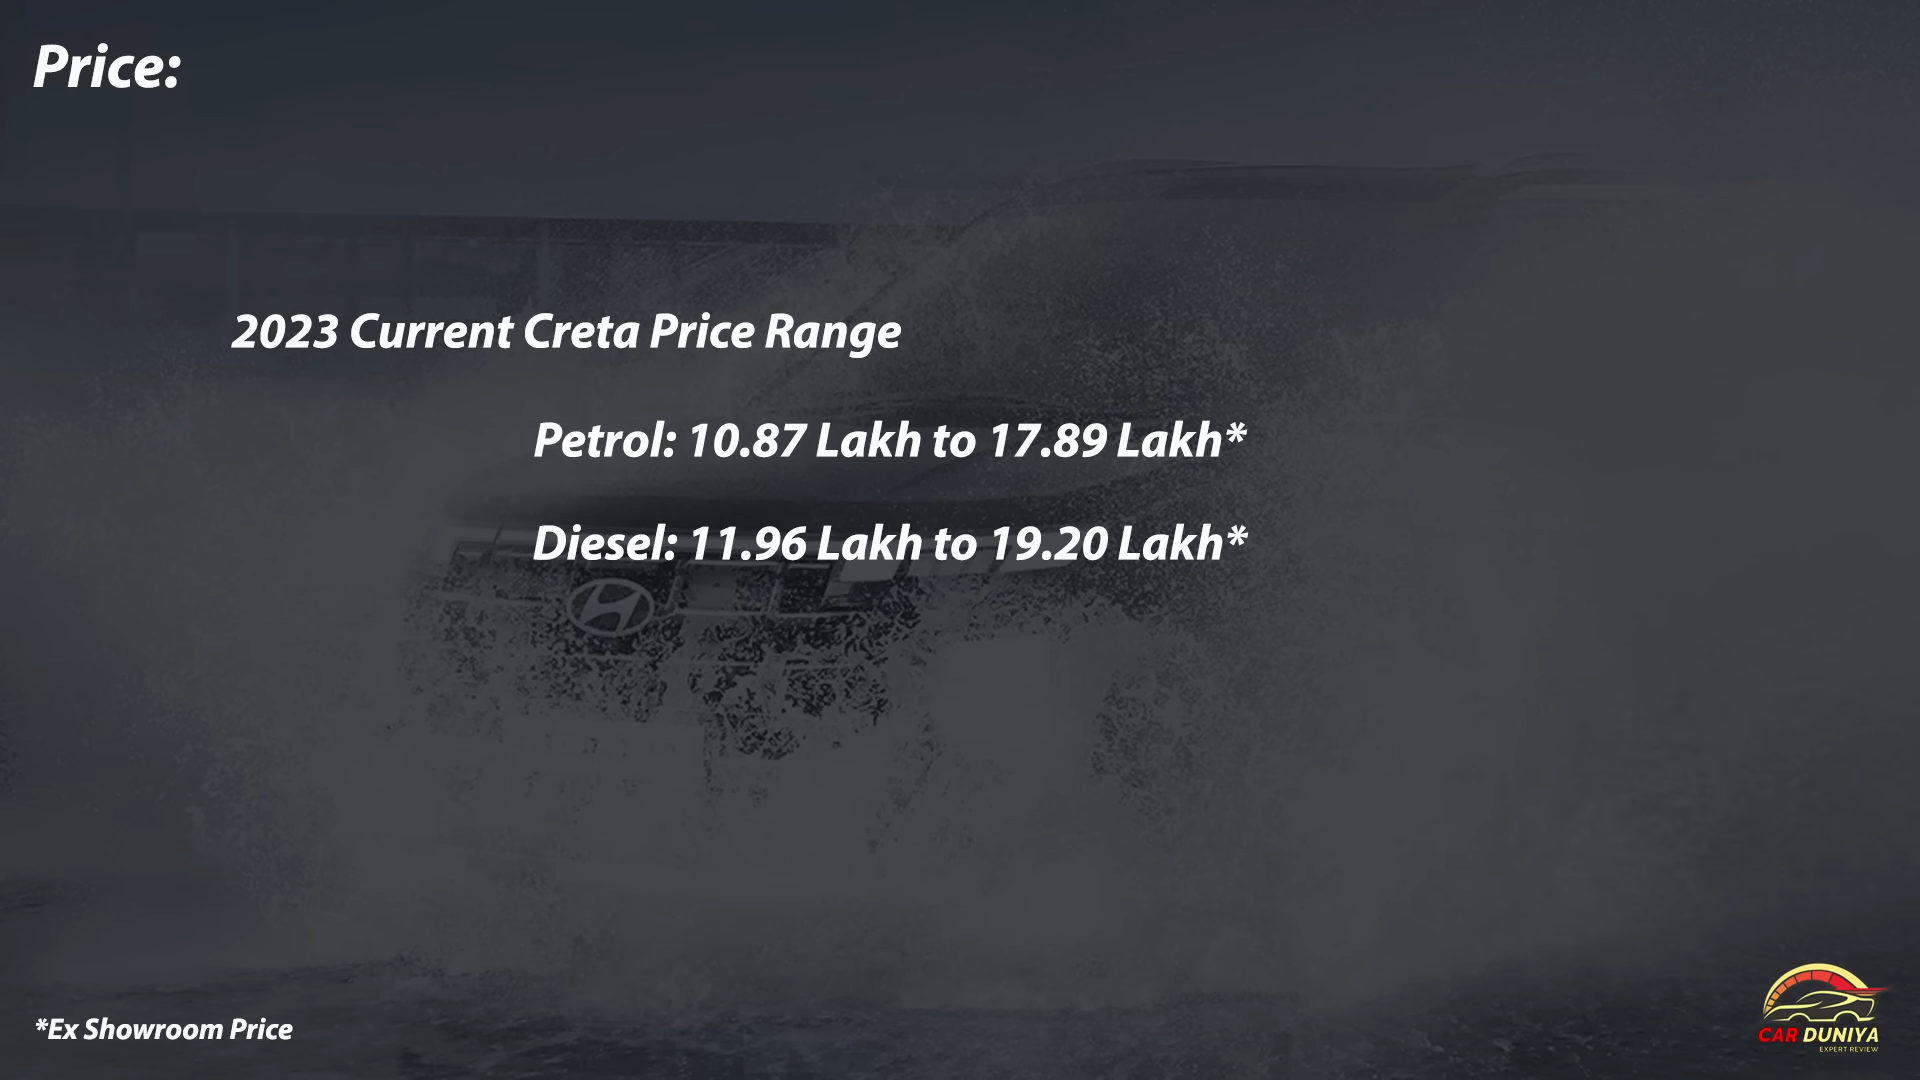 Price:
2023 Current Creta Price Range
Petrol: 10.87 Lakh to 17.89 Lakh*
Diesel: 11.96 Lakh to 19.20 Lakh*
*Ex Showroom Price
CAR DUNIYA
EXPERT REVIEW